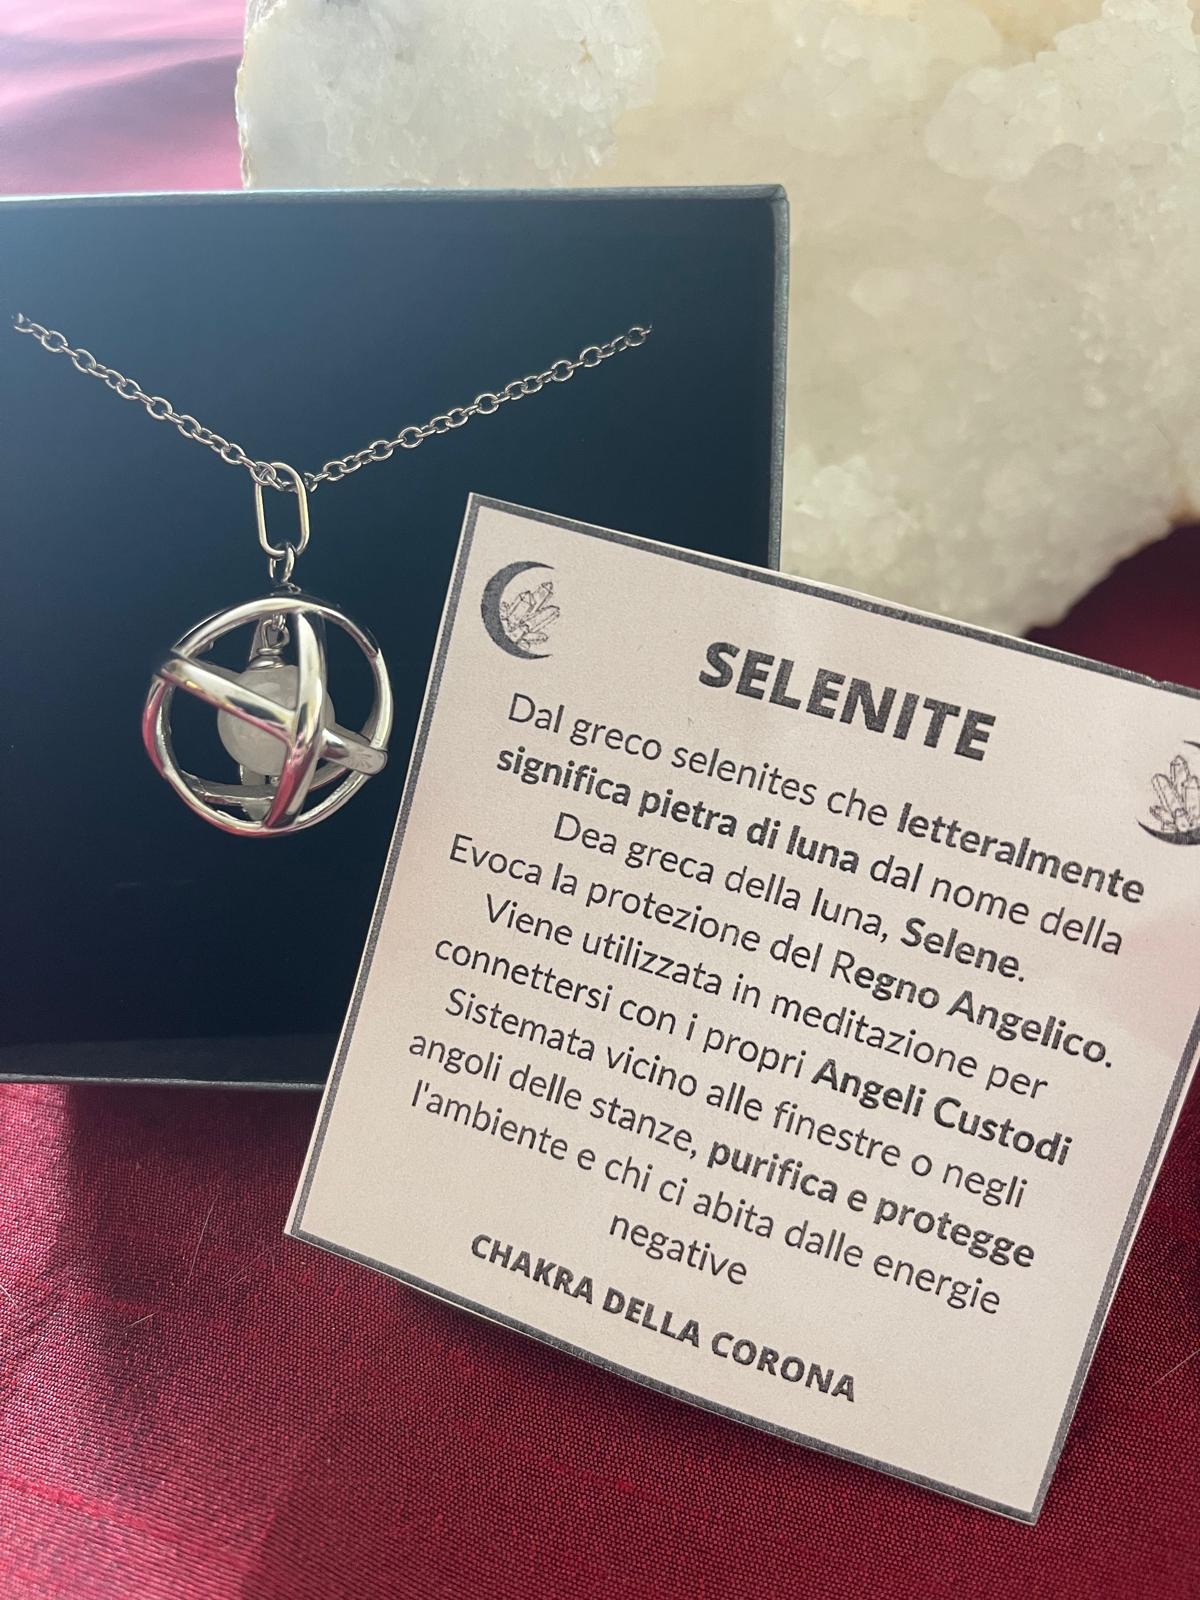 SELENITE
Dal greco selenites che letteralmente
significa pietra di luna dal nome della
Dea greca della luna, Selene.
Evoca la protezione del Regno Angelico.
Viene utilizzata in meditazione per
connettersi con i propri Angeli Custodi
Sistemata vicino alle finestre o negli
angoli delle stanze, purifica e protegge
l'ambiente e chi ci abita dalle energie
negative
CHAKRA DELLA CORONA